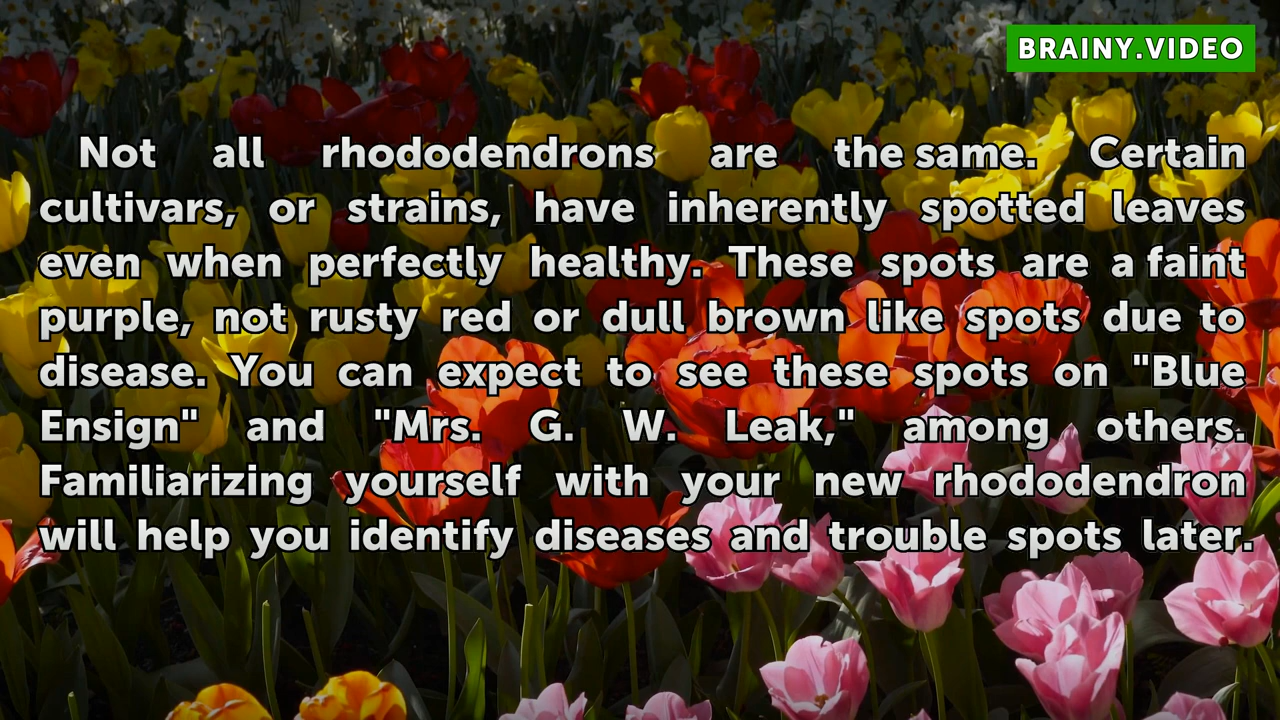 BRAINY.VIDEO
Not all rhododendrons are the same. Certain
cultivars, or strains, have inherently spotted leaves
even when perfectly healthy. These spots are a faint
purple, not rusty red or dull brown like spots due to
disease. You can expect to see these spots on "Blue
Ensign" and "Mrs. G. W. Leak," among others.
Familiarizing yourself with your new rhododendron
will help you identify diseases and trouble spots later.